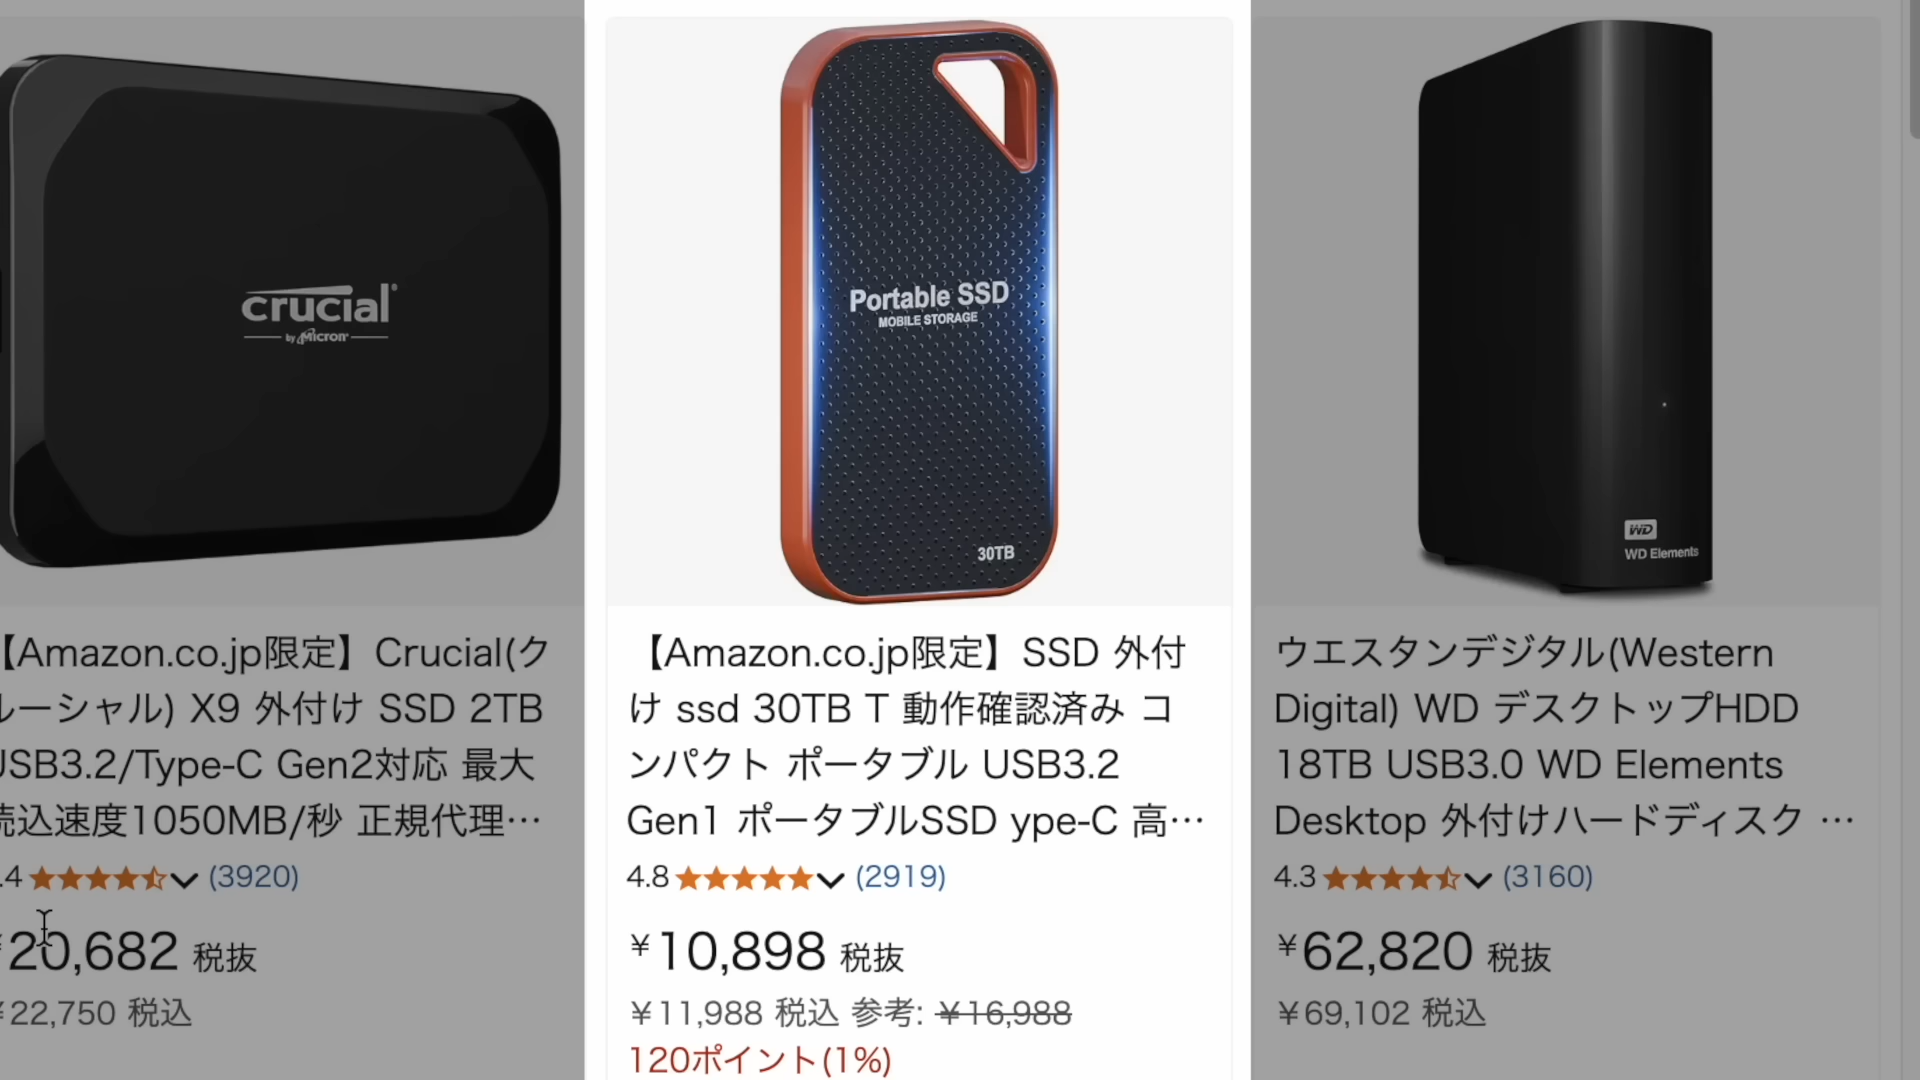 crucial
by Micron
【Amazon.co.jp限定】Crucial(ク
ルーシャル) X9 外付け SSD 2TB
USB3.2/Type-C Gen2対応 最大
読込速度1050MB/秒 正規代理…
.4 (3920)
¥20,682 税抜
¥22,750 税込
Portable SSD
MOBILE STORAGE
30TB
【Amazon.co.jp限定】SSD 外付
け ssd 30TB T 動作確認済み コ
ンパクト ポータブル USB3.2
Gen1 ポータブルSSD ype-C 高…
4.8 (2919)
¥10,898 税抜
¥11,988 税込 参考: ¥16,988
120ポイント(1%)
WD
WD Elements
ウエスタンデジタル(Western
Digital) WD デスクトップHDD
18TB USB3.0 WD Elements
Desktop 外付けハードディスク …
4.3 (3160)
¥62,820 税抜
¥69,102 税込